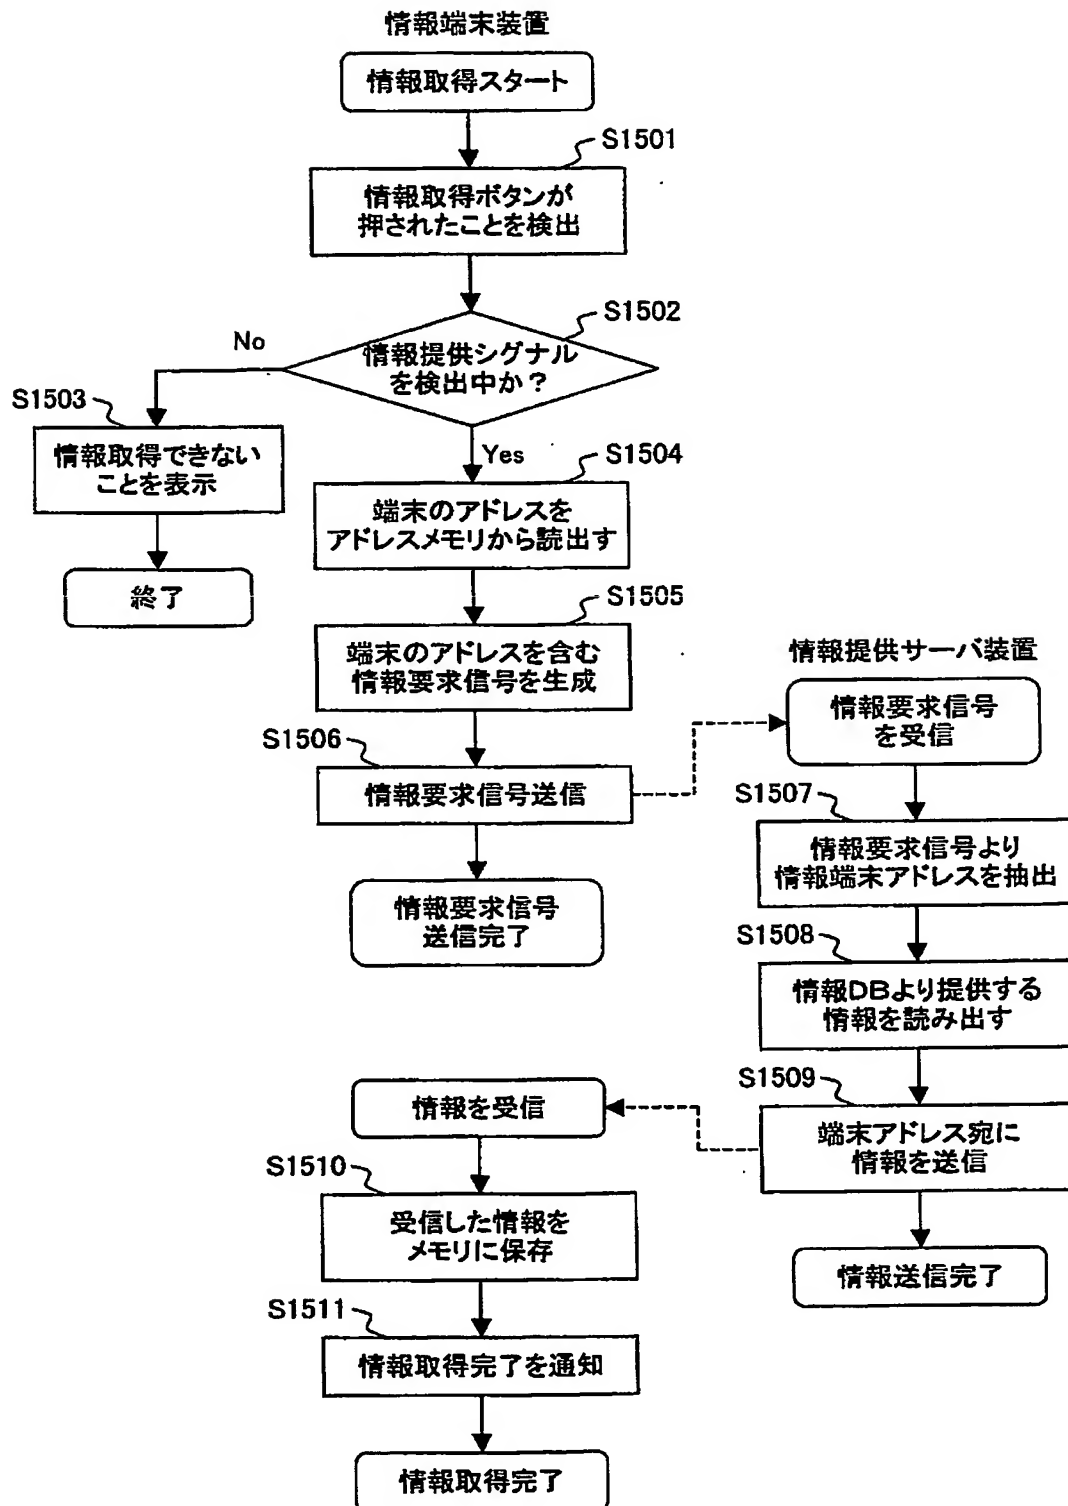 情報端末装置
情報取得スタート
S1501
情報取得ボタンが
押されたことを検出
S1502
情報提供シグナル
を検出中か？
No
S1503
情報取得できない
ことを表示
終了
Yes
S1504
端末のアドレスを
アドレスメモリから読出す
S1505
端末のアドレスを含む
情報要求信号を生成
S1506
情報要求信号送信
情報要求信号
送信完了
情報提供サーバ装置
情報要求信号
を受信
S1507
情報要求信号より
情報端末アドレスを抽出
S1508
情報DBより提供する
情報を読み出す
S1509
端末アドレス宛に
情報を送信
情報送信完了
情報を受信
S1510
受信した情報を
メモリに保存
S1511
情報取得完了を通知
情報取得完了